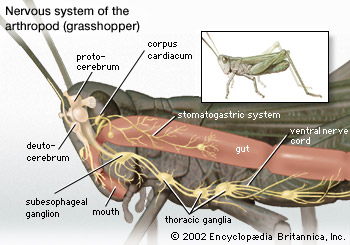 Nervous system of the
arthropod (grasshopper)
proto-
cerebrum
corpus
cardiacum
stomatogastric system
ventral nerve
cord
gut
deuto-
cerebrum
subesophageal
ganglion
mouth
thoracic ganglia
© 2002 Encyclopædia Britannica, Inc.